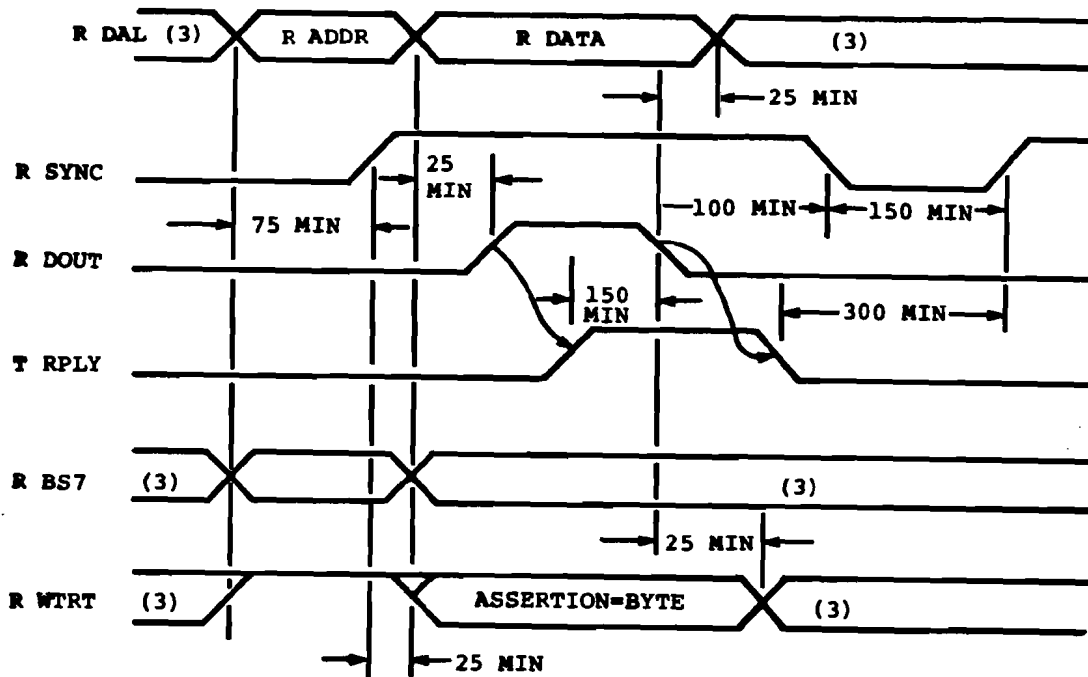 R DAL (3) R ADDR R DATA (3)
25 MIN
R SYNC
25 MIN
75 MIN
100 MIN 150 MIN
R DOUT
150 MIN
300 MIN
T RPLY
R BS7 (3) (3)
25 MIN
R WTRT (3) ASSERTION=BYTE (3)
25 MIN